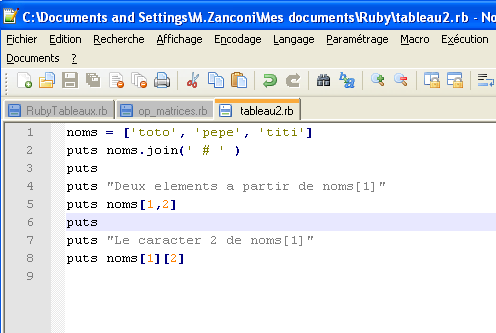 C:\Documents and Settings\M.Zanconi\Mes documents\Ruby\tableau2.rb - No
Fichier Edition Recherche Affichage Encodage Langage Paramétrage Macro Exécution
Documents ?
RubyTableaux.rb op_matrices.rb tableau2.rb
1 noms = ['toto', 'pepe', 'titi']
2 puts noms.join(' # ' )
3 puts
4 puts "Deux elements a partir de noms[1]"
5 puts noms[1,2]
6 puts
7 puts "Le caracter 2 de noms[1]"
8 puts noms[1][2]
9